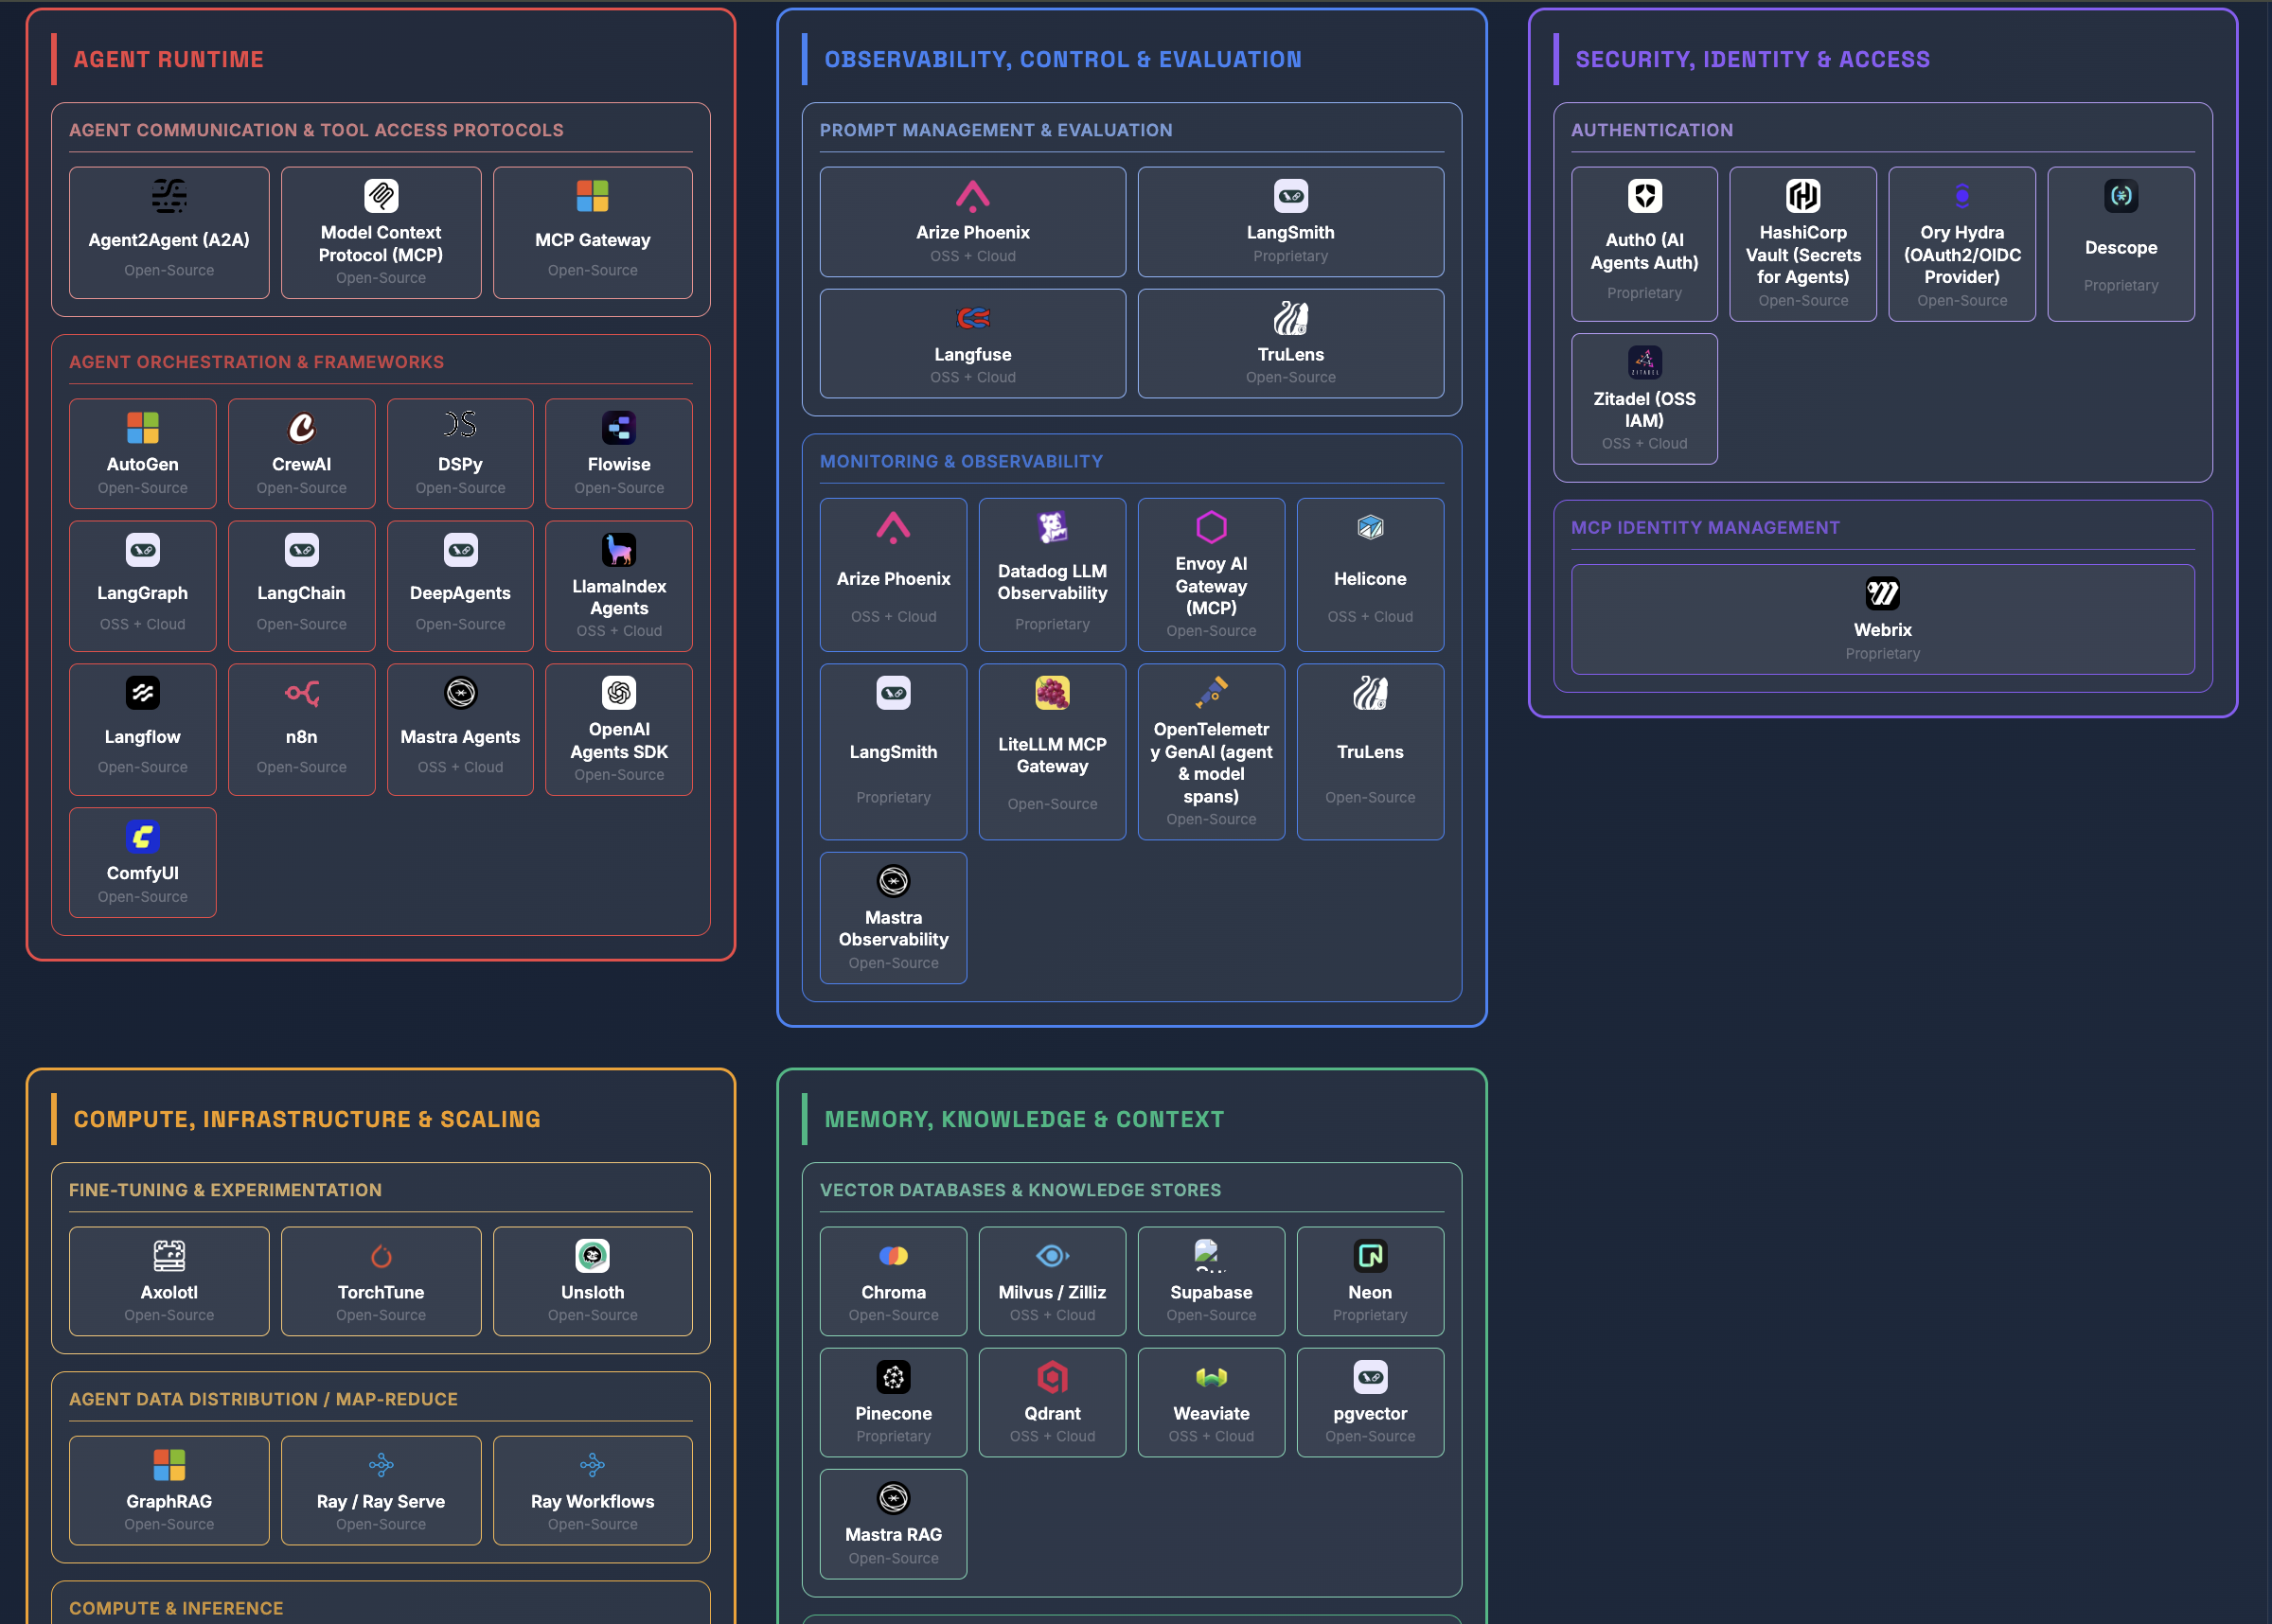 AGENT RUNTIME
AGENT COMMUNICATION & TOOL ACCESS PROTOCOLS
Agent2Agent (A2A)
Open-Source
Model Context
Protocol (MCP)
Open-Source
MCP Gateway
Open-Source
AGENT ORCHESTRATION & FRAMEWORKS
AutoGen
Open-Source
CrewAI
Open-Source
DSPy
Open-Source
Flowise
Open-Source
LangGraph
OSS + Cloud
LangChain
Open-Source
DeepAgents
Open-Source
LlamaIndex
Agents
OSS + Cloud
Langflow
Open-Source
n8n
Open-Source
Mastra Agents
OSS + Cloud
OpenAI
Agents SDK
Open-Source
ComfyUI
Open-Source
OBSERVABILITY, CONTROL & EVALUATION
PROMPT MANAGEMENT & EVALUATION
Arize Phoenix
OSS + Cloud
LangSmith
Proprietary
Langfuse
OSS + Cloud
TruLens
Open-Source
MONITORING & OBSERVABILITY
Arize Phoenix
OSS + Cloud
Datadog LLM
Observability
Proprietary
Envoy AI
Gateway
(MCP)
Open-Source
Helicone
OSS + Cloud
LangSmith
Proprietary
LiteLLM MCP
Gateway
Open-Source
OpenTelemetr
y GenAI (agent
& model
spans)
Open-Source
TruLens
Open-Source
Mastra
Observability
Open-Source
SECURITY, IDENTITY & ACCESS
AUTHENTICATION
Auth0 (AI
Agents Auth)
Proprietary
HashiCorp
Vault (Secrets
for Agents)
Open-Source
Ory Hydra
(OAuth2/OIDC
Provider)
Open-Source
Descope
Proprietary
ZITADEL
Zitadel (OSS
IAM)
OSS + Cloud
MCP IDENTITY MANAGEMENT
Webrix
Proprietary
COMPUTE, INFRASTRUCTURE & SCALING
FINE-TUNING & EXPERIMENTATION
Axolotl
Open-Source
TorchTune
Open-Source
Unsloth
Open-Source
AGENT DATA DISTRIBUTION / MAP-REDUCE
GraphRAG
Open-Source
Ray / Ray Serve
Open-Source
Ray Workflows
Open-Source
COMPUTE & INFERENCE
MEMORY, KNOWLEDGE & CONTEXT
VECTOR DATABASES & KNOWLEDGE STORES
Chroma
Open-Source
Milvus / Zilliz
OSS + Cloud
Supabase
Open-Source
Neon
Proprietary
Pinecone
Proprietary
Qdrant
OSS + Cloud
Weaviate
OSS + Cloud
pgvector
Open-Source
Mastra RAG
Open-Source